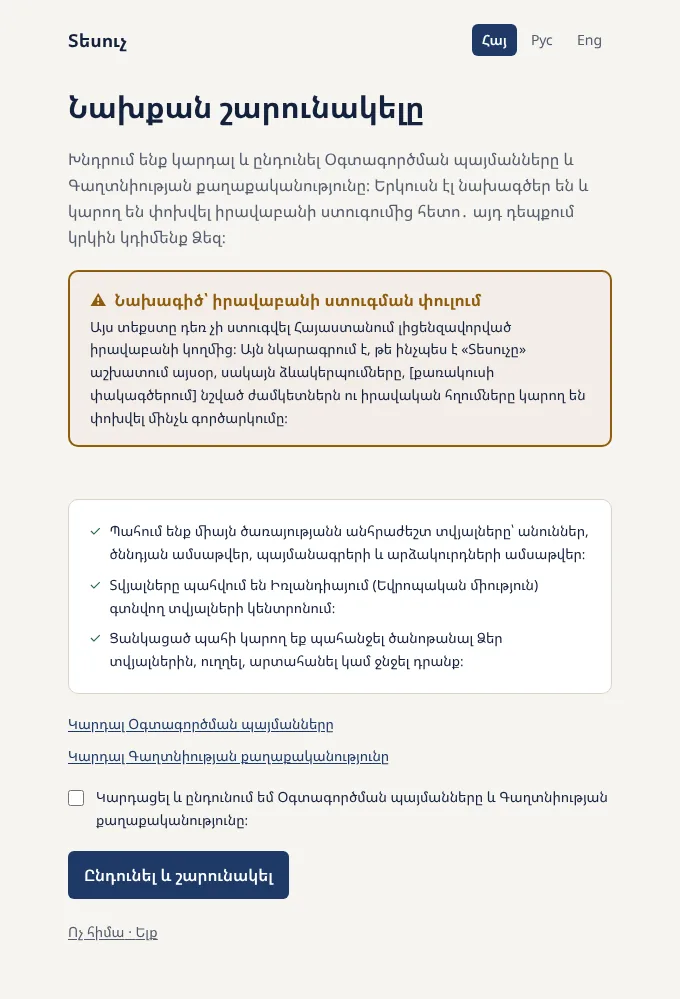 Տեսուչ
Հայ Рус Eng
Նախքան շարունակելը
Խնդրում ենք կարդալ և ընդունել Օգտագործման պայմանները և
Գաղտնիության քաղաքականությունը։ Երկուսն էլ նախագծեր են և
կարող են փոխվել իրավաբանի ստուգումից հետո․ այդ դեպքում
կրկին կդիմենք Ձեզ։
⚠ Նախագիծ՝ իրավաբանի ստուգման փուլում
Այս տեքստը դեռ չի ստուգվել Հայաստանում լիցենզավորված
իրավաբանի կողմից։ Այն նկարագրում է, թե ինչպես է «Տեսուչը»
աշխատում այսօր, սակայն ձևակերպումները, [քառակուսի
փակագծերում] նշված ժամկետներն ու իրավական հղումները կարող են
փոխվել մինչև գործարկումը։
✓ Պահում ենք միայն ծառայությանն անհրաժեշտ տվյալները՝ անուններ,
ծննդյան ամսաթվեր, պայմանագրերի և արձակուրդների ամսաթվեր։
✓ Տվյալները պահվում են Իռլանդիայում (Եվրոպական միություն)
գտնվող տվյալների կենտրոնում։
✓ Ցանկացած պահի կարող եք պահանջել ծանոթանալ Ձեր
տվյալներին, ուղղել, արտահանել կամ ջնջել դրանք։
Կարդալ Օգտագործման պայմանները
Կարդալ Գաղտնիության քաղաքականությունը
Կարդացել և ընդունում եմ Օգտագործման պայմանները և Գաղտնիության
քաղաքականությունը։
Ընդունել և շարունակել
Ոչ հիմա · Ելք